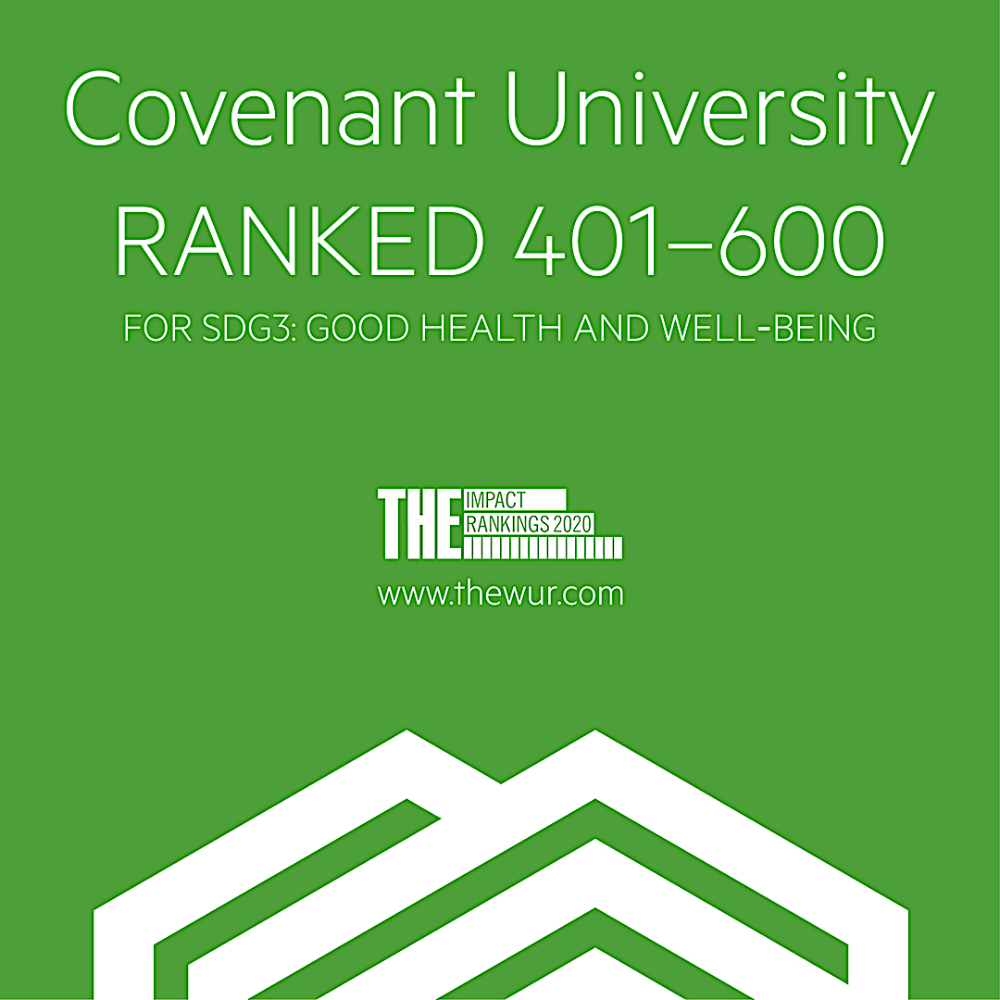 Covenant University
RANKED 401–600
FOR SDG3: GOOD HEALTH AND WELL-BEING
THE IMPACT
RANKINGS 2020
www.thewur.com